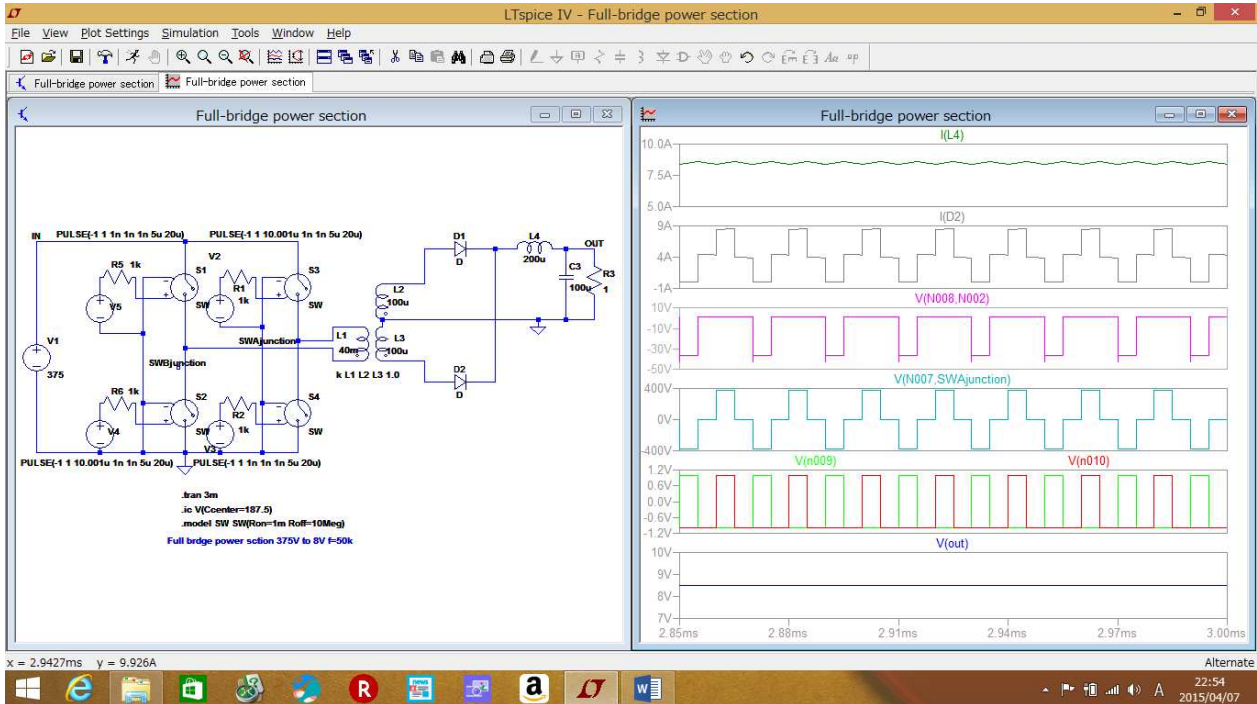 LTspice IV - Full-bridge power section
File View Plot Settings Simulation Tools Window Help
Full-bridge power section
Full-bridge power section
Full-bridge power section
IN
PULSE(-1 1 1n 1n 1n 5u 20u)
PULSE(-1 1 10.001u 1n 1n 5u 20u)
R5 1k
S1
V2
S3
V5
SW
R1
1k
SW
V1
375
SWAjunction
SWBjunction
L1
40m
L2
100u
L3
100u
k L1 L2 L3 1.0
D1
D
D2
D
L4
200u
OUT
C3
100u
R3
1
R6 1k
S2
S4
V4
SW
R2
1k
SW
V3
PULSE(-1 1 10.001u 1n 1n 5u 20u)
PULSE(-1 1 1n 1n 1n 5u 20u)
.tran 3m
.ic V(Ccenter=187.5)
.model SW SW(Ron=1m Roff=10Meg)
Full brdge power sction 375V to 8V f=50k
Full-bridge power section
I(L4)
10.0A
7.5A
5.0A
I(D2)
9A
4A
-1A
V(N008,N002)
10V
-10V
-30V
-50V
V(N007,SWAjunction)
400V
0V
-400V
V(n009) V(n010)
1.2V
0.6V
0.0V
-0.6V
-1.2V
V(out)
10V
9V
8V
7V
2.85ms 2.88ms 2.91ms 2.94ms 2.97ms 3.00ms
x = 2.9427ms y = 9.926A
Alternate
A
22:54
2015/04/07